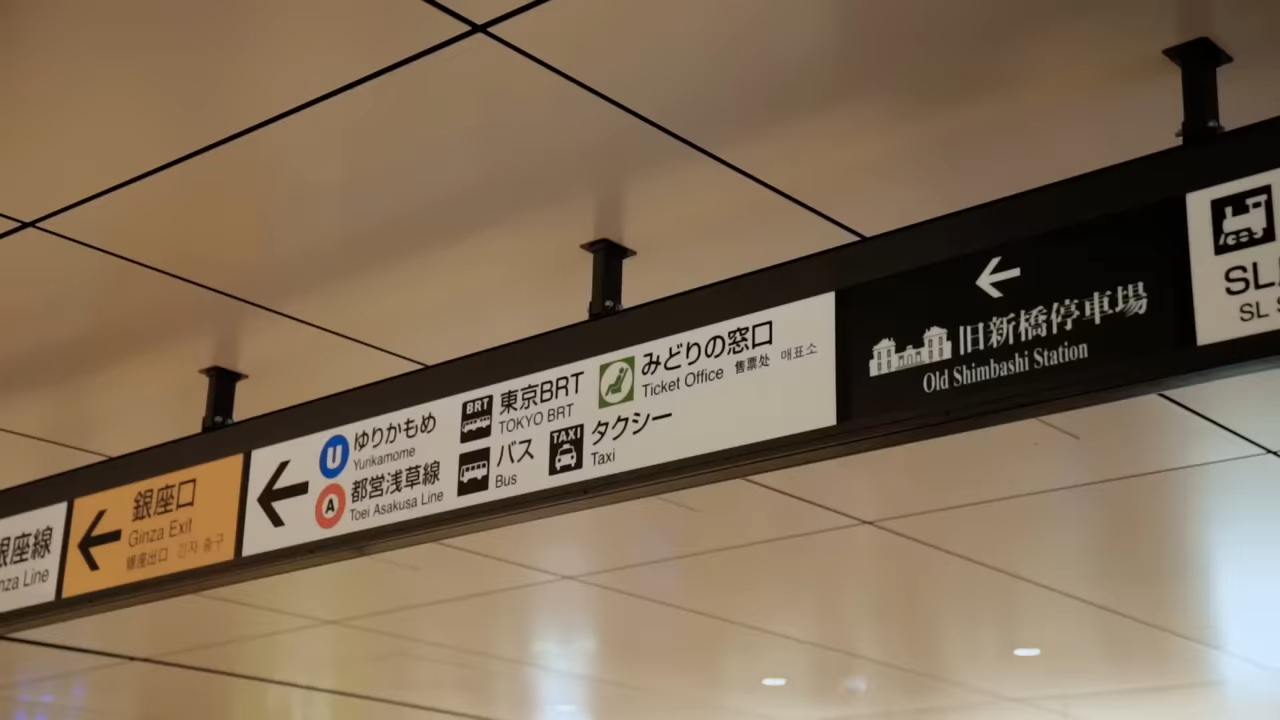 銀座線
nza Line
銀座口
Ginza Exit
銀座出口 긴자 출구
U
ゆりかもめ
Yurikamome
A
都営浅草線
Toei Asakusa Line
BRT
東京BRT
TOKYO BRT
バス
Bus
みどりの窓口
Ticket Office 售票处 매표소
TAXI
タクシー
Taxi
旧新橋停車場
Old Shimbashi Station
SL
SL